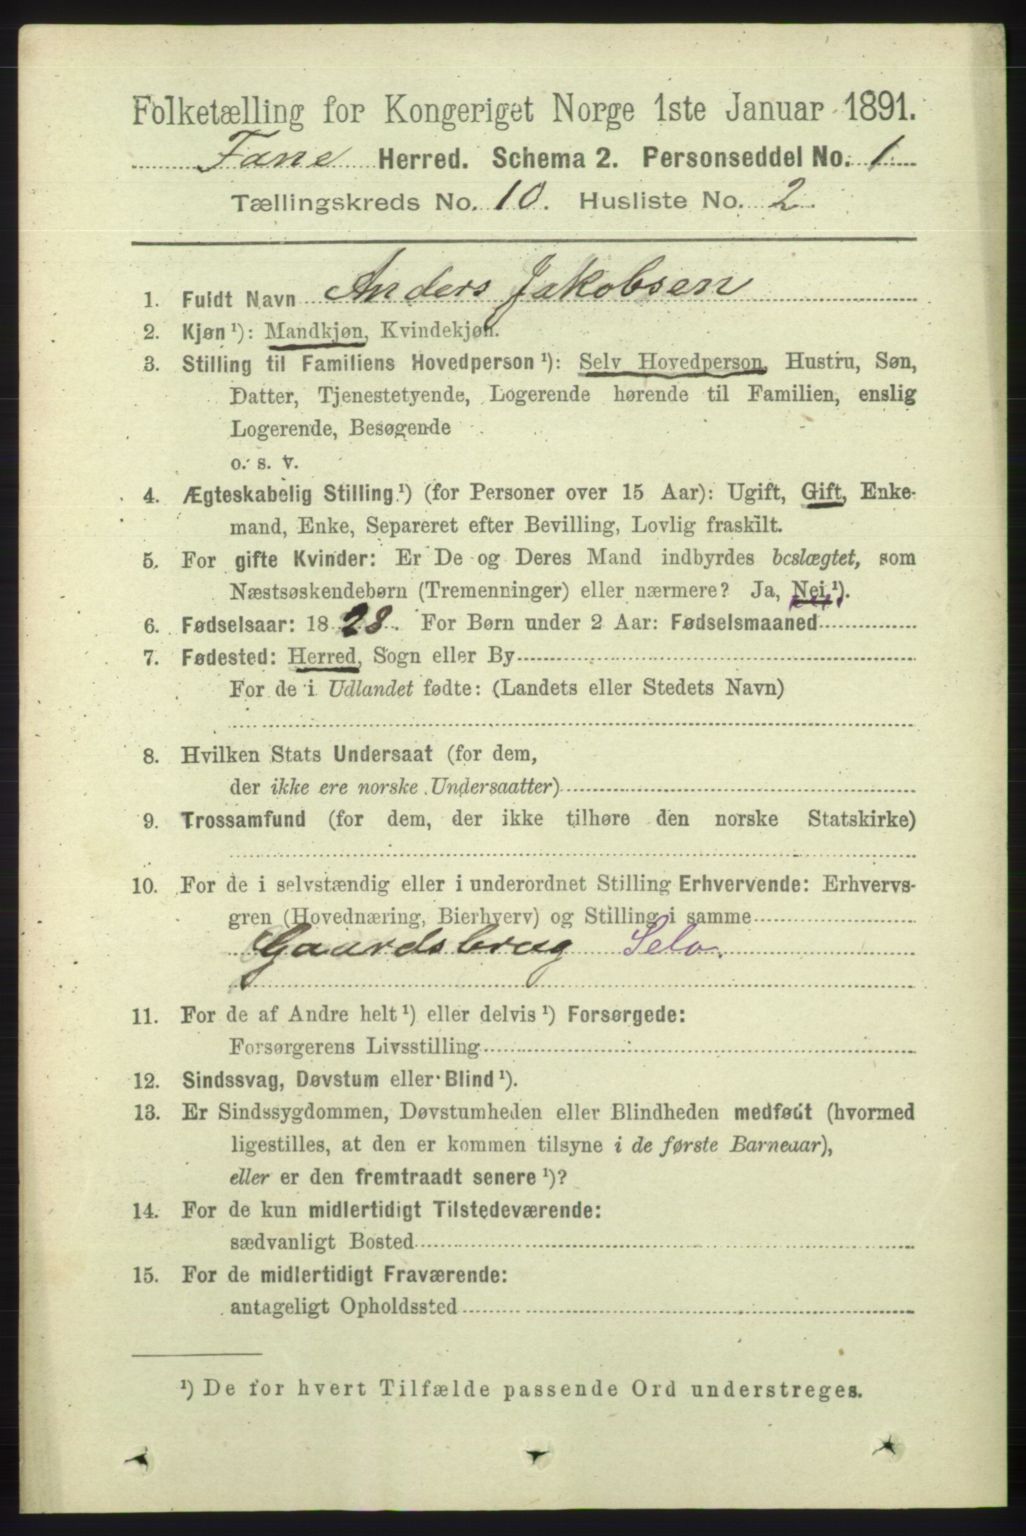 Folketælling for Kongeriget Norge 1ste Januar 1891.
Fane Herred. Schema 2. Personseddel No. 1
Tællingskreds No. 10. Husliste No. 2
1. Fuldt Navn Anders Jakobsen
2. Kjøn ¹): Mandkjøn, Kvindekjøn.
3. Stilling til Familiens Hovedperson ¹): Selv Hovedperson, Hustru, Søn,
Datter, Tjenestetyende, Logerende hørende til Familien, enslig
Logerende, Besøgende
o. s. v.
4. Ægteskabelig Stilling ¹) (for Personer over 15 Aar): Ugift, Gift, Enke-
mand, Enke, Separeret efter Bevilling, Lovlig fraskilt.
5. For gifte Kvinder: Er De og Deres Mand indbyrdes beslægtet, som
Næstsøskendebørn (Tremenninger) eller nærmere? Ja, Nei ¹).
6. Fødselsaar: 1828. For Børn under 2 Aar: Fødselsmaaned
7. Fødested: Herred, Sogn eller By
For de i Udlandet fødte: (Landets eller Stedets Navn)
8. Hvilken Stats Undersaat (for dem,
der ikke ere norske Undersaatter)
9. Trossamfund (for dem, der ikke tilhøre den norske Statskirke)
10. For de i selvstændig eller i underordnet Stilling Erhvervende: Erhvervs-
gren (Hovednæring, Bierhverv) og Stilling i samme
Gaardsbrug Selv.
11. For de af Andre helt ¹) eller delvis ¹) Forsørgede:
Forsørgerens Livsstilling
12. Sindssvag, Døvstum eller Blind ¹).
13. Er Sindssygdommen, Døvstumheden eller Blindheden medfødt (hvormed
ligestilles, at den er kommen tilsyne i de første Barneaar),
eller er den fremtraadt senere ¹)?
14. For de kun midlertidigt Tilstedeværende:
sædvanligt Bosted
15. For de midlertidigt Fraværende:
antageligt Opholdssted
¹) De for hvert Tilfælde passende Ord understreges.